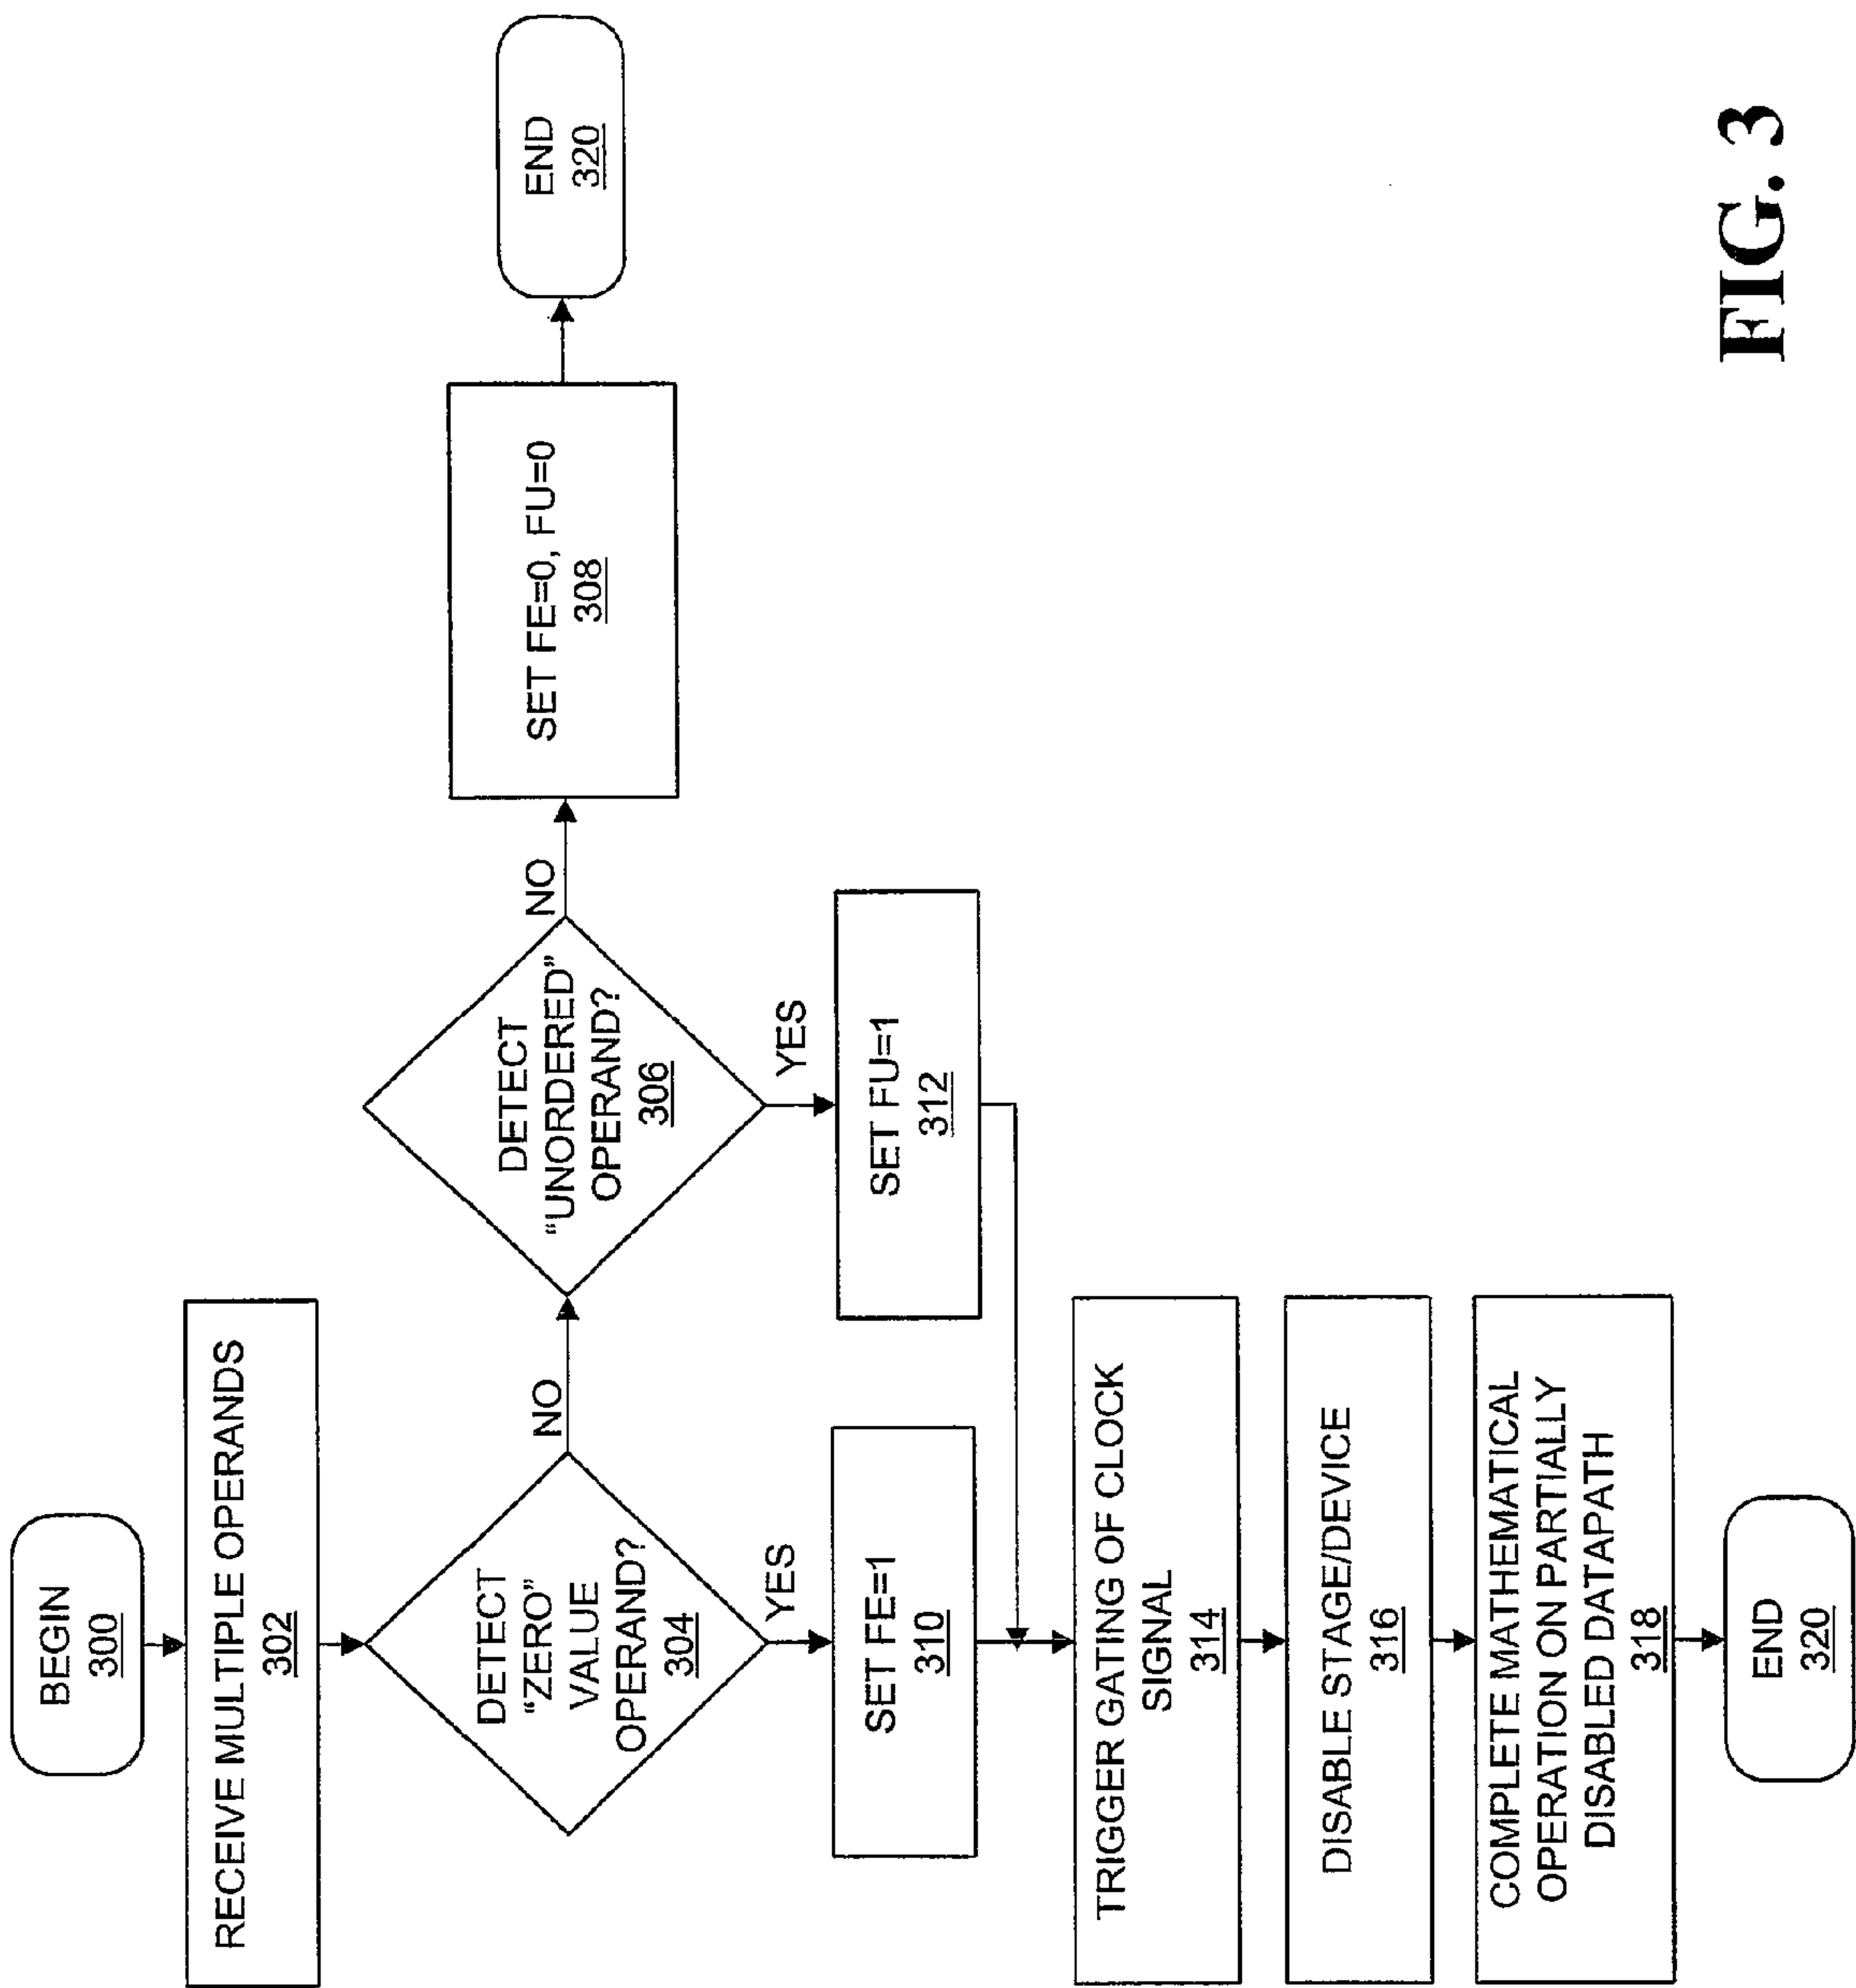 BEGIN
300
RECEIVE MULTIPLE OPERANDS
302
DETECT
“ZERO”
VALUE
OPERAND?
304
NO
YES
DETECT
“UNORDERED”
OPERAND?
306
NO
YES
SET FE=0, FU=0
308
END
320
SET FE=1
310
SET FU=1
312
TRIGGER GATING OF CLOCK
SIGNAL
314
DISABLE STAGE/DEVICE
316
COMPLETE MATHEMATICAL
OPERATION ON PARTIALLY
DISABLED DATAPATH
318
END
320
FIG. 3